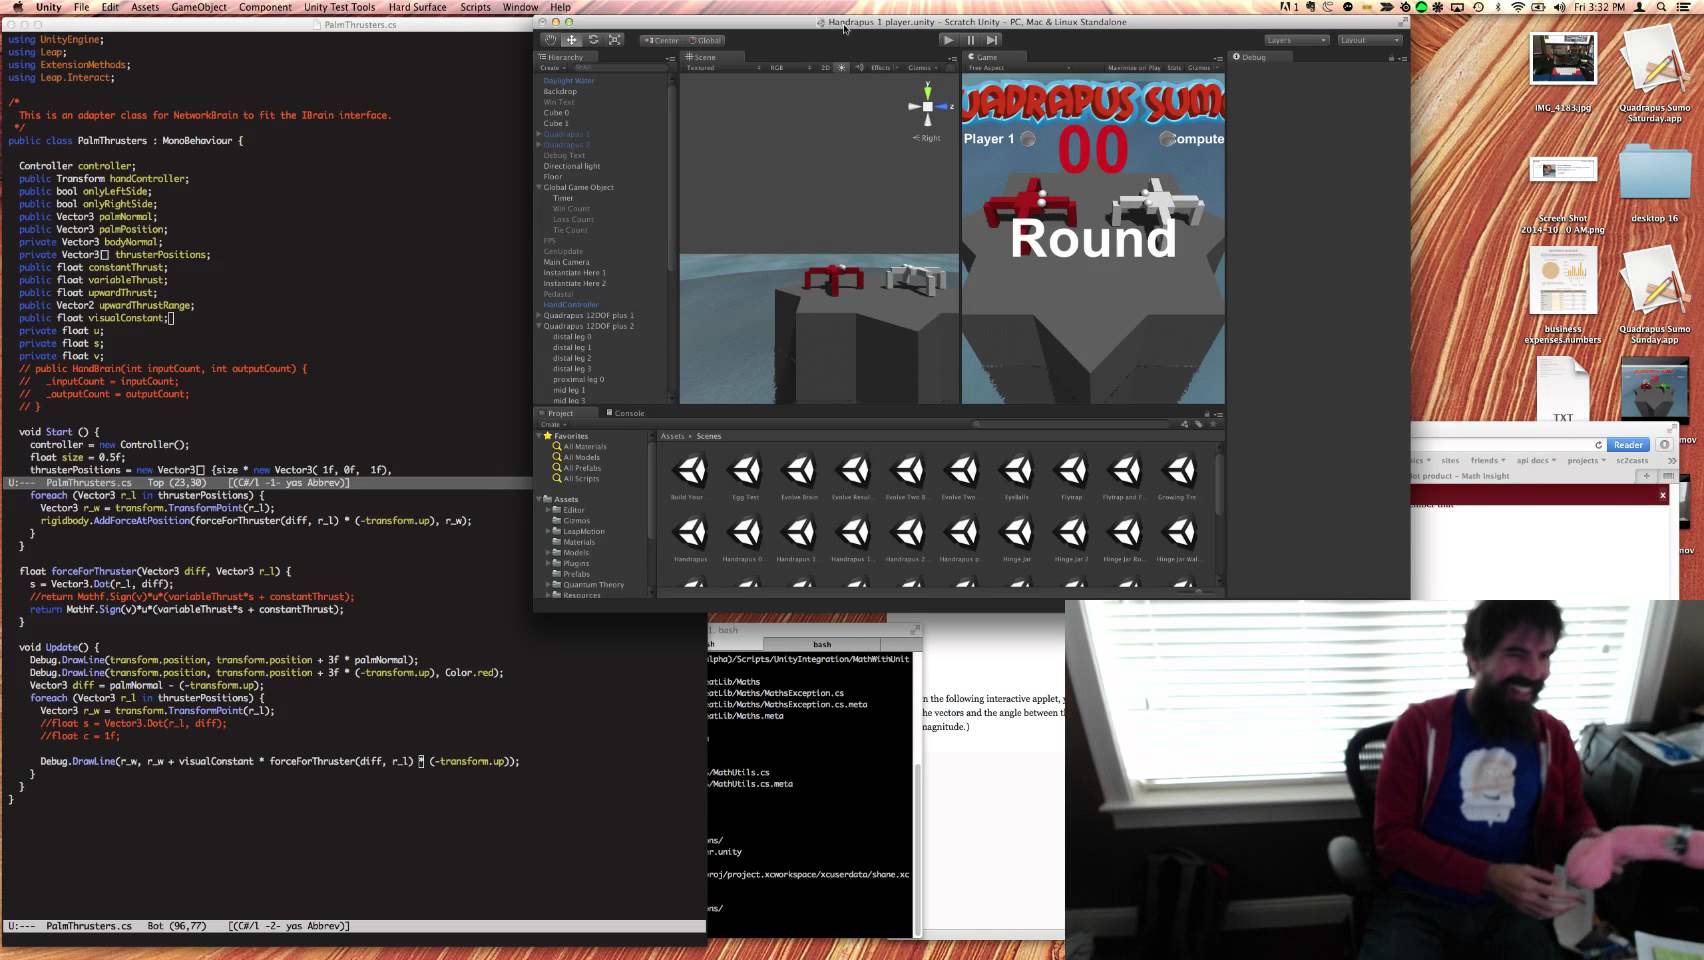 Unity File Edit Assets GameObject Component Unity Test Tools Hard Surface Scripts Window Help
Fri 3:32 PM
PalmThrusters.cs
using UnityEngine;
using Leap;
using ExtensionMethods;
using Leap.Interact;
/*
This is an adapter class for NetworkBrain to fit the IBrain interface.
*/
public class PalmThrusters : MonoBehaviour {
Controller controller;
public Transform handController;
public bool onlyLeftSide;
public bool onlyRightSide;
public Vector3 palmNormal;
public Vector3 palmPosition;
private Vector3 bodyNormal;
private Vector3[] thrusterPositions;
public float constantThrust;
public float variableThrust;
public float upwardThrust;
public Vector2 upwardThrustRange;
public float visualConstant;
private float u;
private float s;
private float v;
// public HandBrain(int inputCount, int outputCount) {
//   _inputCount = inputCount;
//   _outputCount = outputCount;
// }
void Start () {
controller = new Controller();
float size = 0.5f;
thrusterPositions = new Vector3[] {size * new Vector3( 1f, 0f,  1f),
U:---  PalmThrusters.cs   Top (23,30)   [(C#/l -1- yas Abbrev)]
foreach (Vector3 r_l in thrusterPositions) {
Vector3 r_w = transform.TransformPoint(r_l);
rigidbody.AddForceAtPosition(forceForThruster(diff, r_l) * (-transform.up), r_w);
}
}
float forceForThruster(Vector3 diff, Vector3 r_l) {
s = Vector3.Dot(r_l, diff);
//return Mathf.Sign(v)*u*(variableThrust*s + constantThrust);
return Mathf.Sign(v)*u*(variableThrust*s + constantThrust);
}
void Update() {
Debug.DrawLine(transform.position, transform.position + 3f * palmNormal);
Debug.DrawLine(transform.position, transform.position + 3f * (-transform.up), Color.red);
Vector3 diff = palmNormal - (-transform.up);
foreach (Vector3 r_l in thrusterPositions) {
Vector3 r_w = transform.TransformPoint(r_l);
//float s = Vector3.Dot(r_l, diff);
//float c = 1f;
Debug.DrawLine(r_w, r_w + visualConstant * forceForThruster(diff, r_l) * (-transform.up));
}
}
}
U:---  PalmThrusters.cs   Bot (96,77)   [(C#/l -2- yas Abbrev)]
Handrapus 1 player.unity - Scratch Unity - PC, Mac & Linux Standalone
Center Global
Layers Layout
Hierarchy
Create
Daylight Water
Backdrop
Win Text
Cube 0
Cube 1
Quadrapus 1
Quadrapus 2
Debug Text
Directional light
Floor
Global Game Object
Timer
Win Count
Loss Count
Tie Count
FPS
GenUpdate
Main Camera
Instantiate Here 1
Instantiate Here 2
Pedastal
HandController
Quadrapus 12DOF plus 1
Quadrapus 12DOF plus 2
distal leg 0
distal leg 1
distal leg 2
distal leg 3
proximal leg 0
mid leg 1
mid leg 3
Scene
Textured RGB 2D Effects Gizmos
y
z
Right
Game
Free Aspect Maximize on Play Stats Gizmos
QUADRAPUS SUMO
Player 1
Compute
00
Round
Debug
Project Console
Create
Favorites
All Materials
All Models
All Prefabs
All Scripts
Assets
Editor
Gizmos
LeapMotion
Materials
Models
Plugins
Prefabs
Quantum Theory
Resources
Assets Scenes
Build Your Egg Test Evolve Brain Evolve Resul... Evolve Two B Evolve Two... EyeBalls Flytrap Flytrap and F... Growing Tre
Handrapus Handrapus 0 Handrapus 1 Handrapus 1... Handrapus 2 Handrapus p... Hinge Jar Hinge Jar 2 Hinge Jar Ro... Hinge Jar Wal..
IMG_4183.jpg
Quadrapus Sumo
Saturday.app
Screen Shot
2014-10...0 AM.png
desktop 16
business
expenses.numbers
Quadrapus Sumo
Sunday.app
TXT
mov
Reader
sites friends api docs projects sc2casts
dot product - Math Insight
1. bash
bash
alpha)/Scripts/UnityIntegration/MathWithUnit
eatLib/Maths
eatLib/Maths/MathsException.cs
eatLib/Maths/MathsException.cs.meta
eatLib/Maths.meta
s/MathUtils.cs
s/MathUtils.cs.meta
ons/
er.unity
proj/project.xcworkspace/xcuserdata/shane.xc
ons/
n the following interactive applet, y
he vectors and the angle between th
magnitude.)